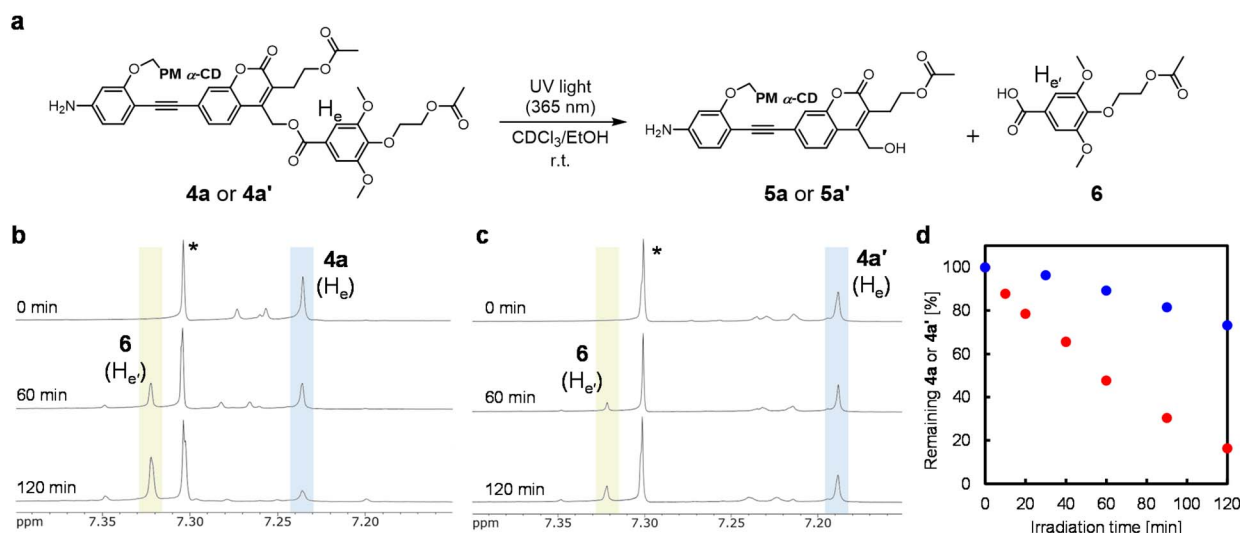 a
O
O
O
PM α-CD
O
O
NH₂
Hₑ
O
O
O
O
O
O
O
4a or 4a'
UV light
(365 nm)
CDCl₃/EtOH
r.t.
O
O
O
PM α-CD
O
O
NH₂
OH
5a or 5a'
+
Hₑ'
O
O
O
HO
O
O
O
6
b
*
4a
(Hₑ)
0 min
6
(Hₑ')
60 min
120 min
ppm 7.35 7.30 7.25 7.20
c
*
4a'
(Hₑ)
0 min
6
(Hₑ')
60 min
120 min
ppm 7.35 7.30 7.25 7.20
d
Remaining 4a or 4a' [%]
100
80
60
40
20
0
0 20 40 60 80 100 120
Irradiation time [min]